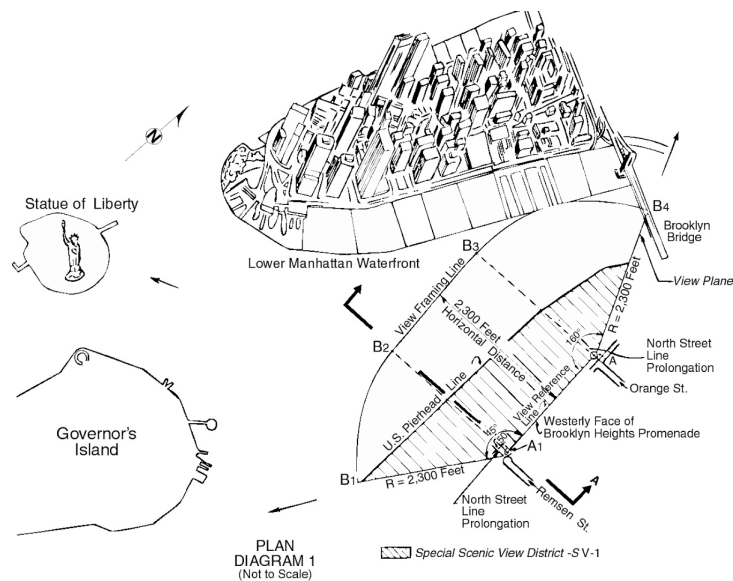 N
Statue of Liberty
Lower Manhattan Waterfront
B4
Brooklyn
Bridge
View Plane
B3
View Framing Line
2,300 Feet
Horizontal Distance
R = 2,300 Feet
160°
A
North Street
Line
Prolongation
Orange St.
B2
U.S. Pierhead Line
View Reference
Line
45°
A1
Westerly Face of
Brooklyn Heights Promenade
Governor's
Island
B1
R = 2,300 Feet
North Street
Line
Prolongation
Remsen St.
A
PLAN
DIAGRAM 1
(Not to Scale)
Special Scenic View District -S V-1